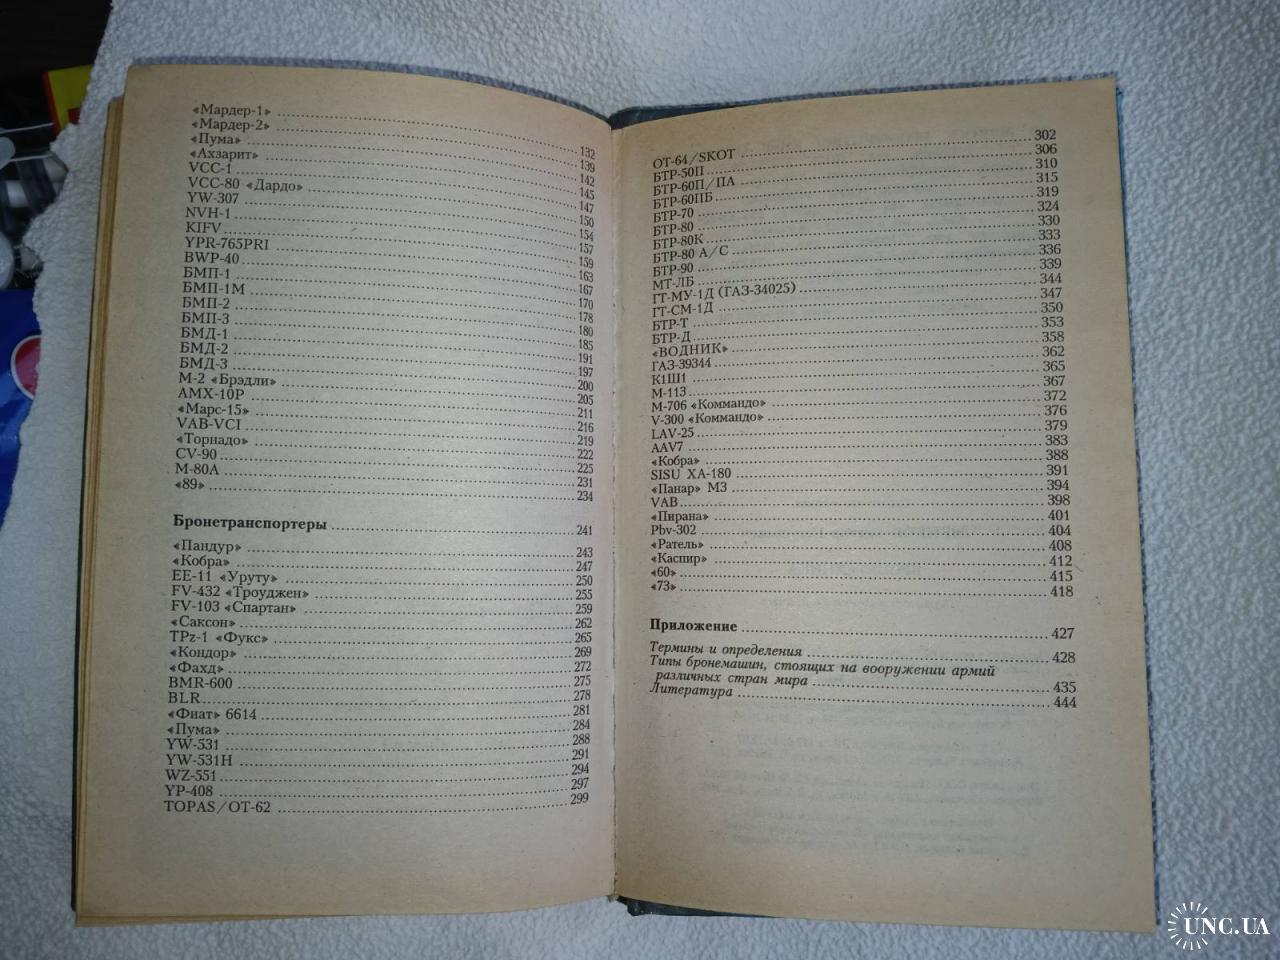 «Мардер-1» 132
«Мардер-2» 139
«Пума» 142
«Ахзарит» 145
VCC-1 147
VCC-80 «Дардо» 150
YW-307 154
NVH-1 157
KIFV 159
YPR-765PRI 163
BWP-40 167
БМП-1 170
БМП-1М 178
БМП-2 180
БМП-3 185
БМД-1 191
БМД-2 197
БМД-3 200
М-2 «Брэдли» 205
АМХ-10Р 211
«Марс-15» 216
VAB-VCI 219
«Торнадо» 222
CV-90 225
М-80А 231
«89» 234
Бронетранспортеры 241
«Пандур» 243
«Кобра» 247
ЕЕ-11 «Уруту» 250
FV-432 «Троуджен» 255
FV-103 «Спартан» 259
«Саксон» 262
TPz-1 «Фукс» 265
«Кондор» 269
«Фахд» 272
BMR-600 275
BLR 278
«Фиат» 6614 281
«Пума» 284
YW-531 288
YW-531H 291
WZ-551 294
YP-408 297
TOPAS/OT-62 299
ОТ-64/SKOT 302
БТР-50П 306
БТР-60П/ПА 310
БТР-60ПБ 315
БТР-70 319
БТР-80 324
БТР-80К 330
БТР-80 А/С 333
БТР-90 336
МТ-ЛБ 339
ГТ-МУ-1Д (ГАЗ-34025) 344
ГТ-СМ-1Д 347
БТР-Т 350
БТР-Д 353
«ВОДНИК» 358
ГАЗ-39344 362
К1Ш1 365
М-113 367
М-706 «Коммандо» 372
V-300 «Коммандо» 376
LAV-25 379
AAV7 383
«Кобра» 388
SISU XA-180 391
«Панар» М3 394
VAB 398
«Пирана» 401
Pbv-302 404
«Ратель» 408
«Каспир» 412
«60» 415
«73» 418
Приложение 427
Термины и определения 428
Типы бронемашин, стоящих на вооружении армий
различных стран мира 435
Литература 444
UNC.UA